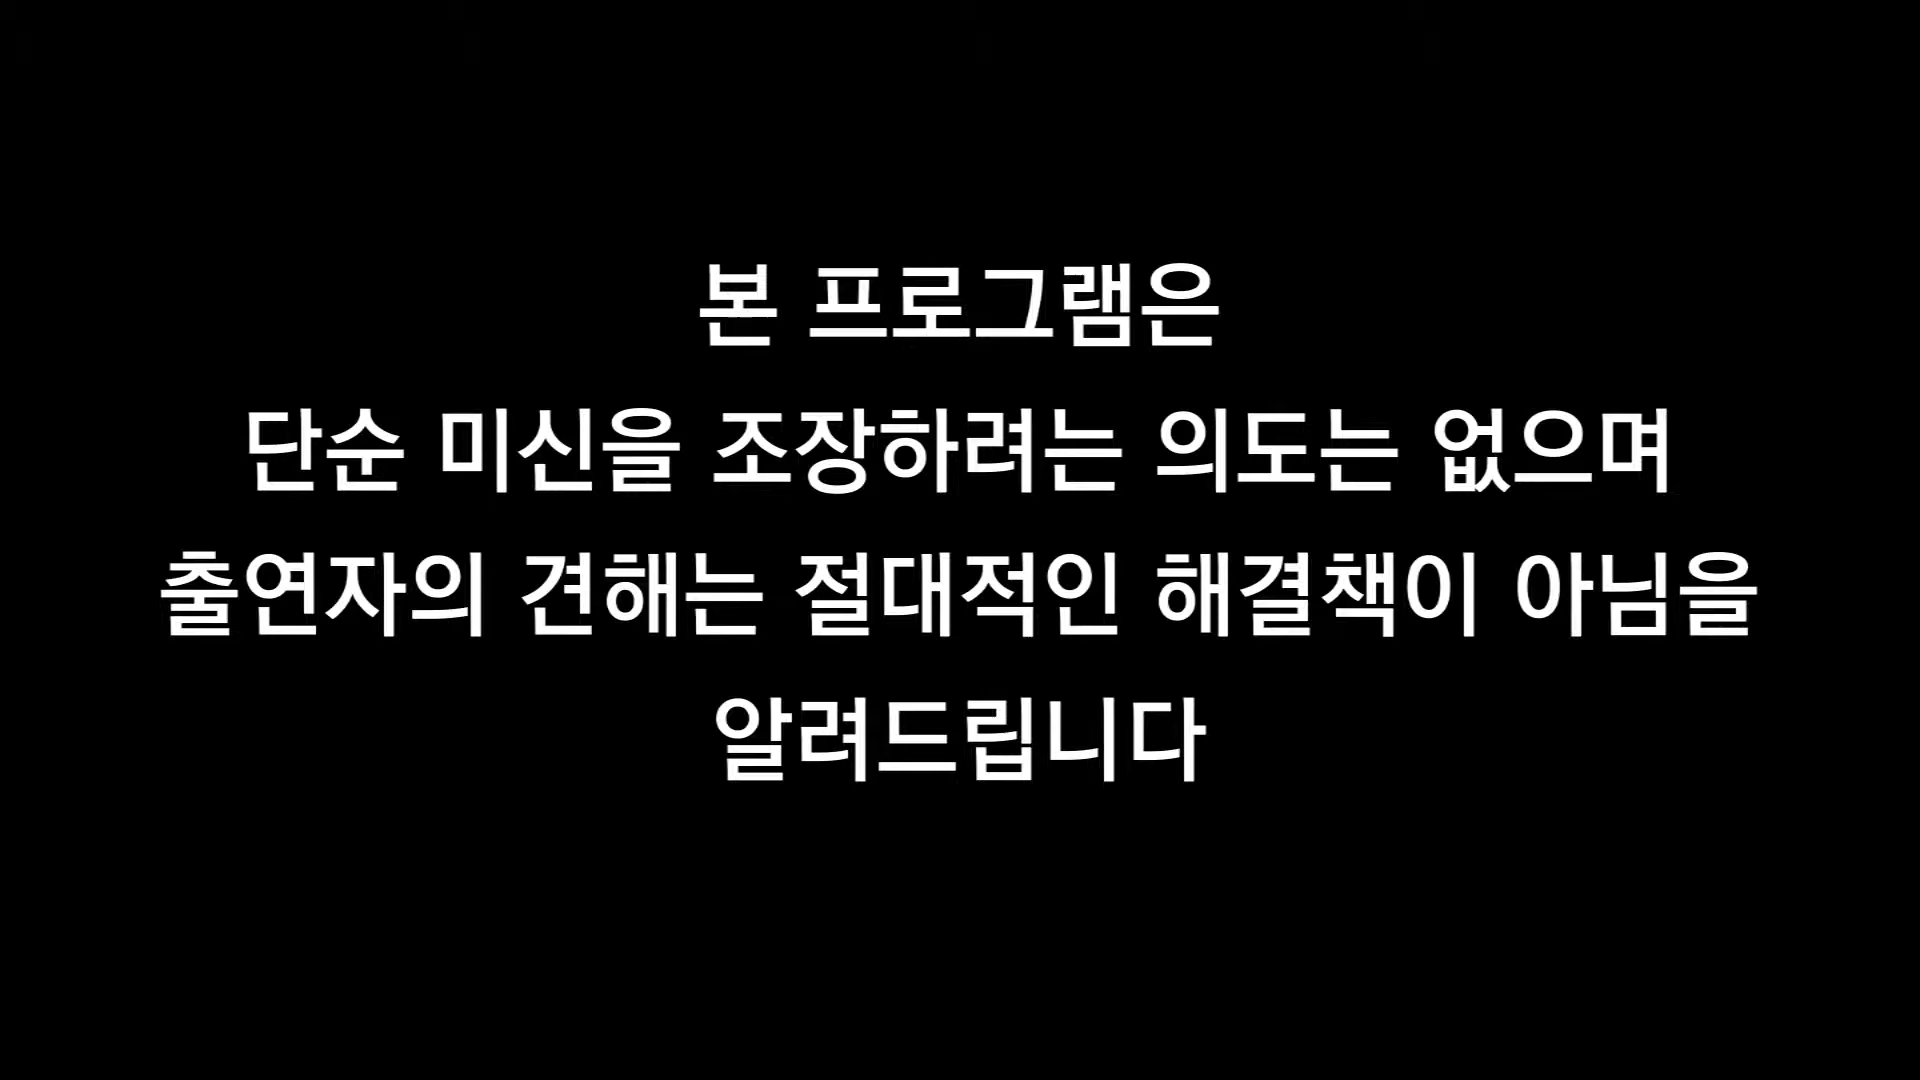 본 프로그램은
단순 미신을 조장하려는 의도는 없으며
출연자의 견해는 절대적인 해결책이 아님을
알려드립니다